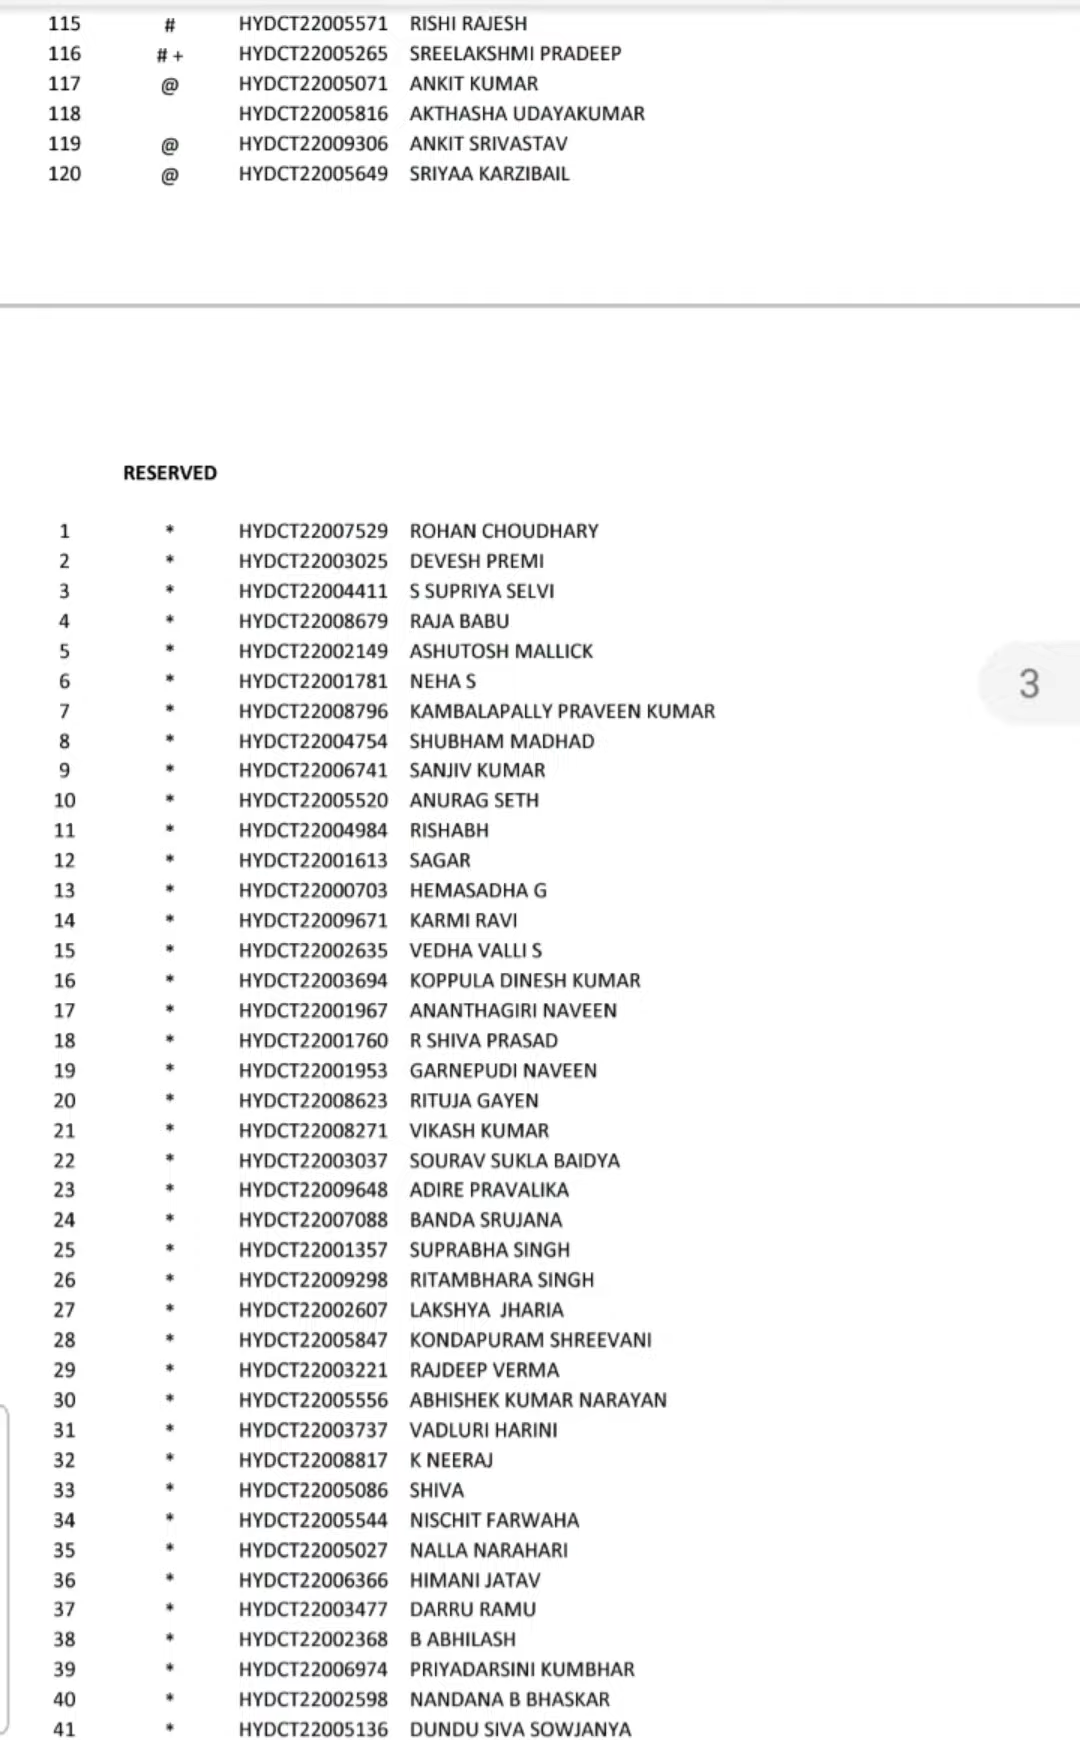 115 # HYDCT22005571 RISHI RAJESH
116 # + HYDCT22005265 SREELAKSHMI PRADEEP
117 @ HYDCT22005071 ANKIT KUMAR
118 HYDCT22005816 AKTHASHA UDAYAKUMAR
119 @ HYDCT22009306 ANKIT SRIVASTAV
120 @ HYDCT22005649 SRIYAA KARZIBAIL
RESERVED
1 * HYDCT22007529 ROHAN CHOUDHARY
2 * HYDCT22003025 DEVESH PREMI
3 * HYDCT22004411 S SUPRIYA SELVI
4 * HYDCT22008679 RAJA BABU
5 * HYDCT22002149 ASHUTOSH MALLICK
6 * HYDCT22001781 NEHA S
3
7 * HYDCT22008796 KAMBALAPALLY PRAVEEN KUMAR
8 * HYDCT22004754 SHUBHAM MADHAD
9 * HYDCT22006741 SANJIV KUMAR
10 * HYDCT22005520 ANURAG SETH
11 * HYDCT22004984 RISHABH
12 * HYDCT22001613 SAGAR
13 * HYDCT22000703 HEMASADHA G
14 * HYDCT22009671 KARMI RAVI
15 * HYDCT22002635 VEDHA VALLI S
16 * HYDCT22003694 KOPPULA DINESH KUMAR
17 * HYDCT22001967 ANANTHAGIRI NAVEEN
18 * HYDCT22001760 R SHIVA PRASAD
19 * HYDCT22001953 GARNEPUDI NAVEEN
20 * HYDCT22008623 RITUJA GAYEN
21 * HYDCT22008271 VIKASH KUMAR
22 * HYDCT22003037 SOURAV SUKLA BAIDYA
23 * HYDCT22009648 ADIRE PRAVALIKA
24 * HYDCT22007088 BANDA SRUJANA
25 * HYDCT22001357 SUPRABHA SINGH
26 * HYDCT22009298 RITAMBHARA SINGH
27 * HYDCT22002607 LAKSHYA JHARIA
28 * HYDCT22005847 KONDAPURAM SHREEVANI
29 * HYDCT22003221 RAJDEEP VERMA
30 * HYDCT22005556 ABHISHEK KUMAR NARAYAN
31 * HYDCT22003737 VADLURI HARINI
32 * HYDCT22008817 K NEERAJ
33 * HYDCT22005086 SHIVA
34 * HYDCT22005544 NISCHIT FARWAHA
35 * HYDCT22005027 NALLA NARAHARI
36 * HYDCT22006366 HIMANI JATAV
37 * HYDCT22003477 DARRU RAMU
38 * HYDCT22002368 B ABHILASH
39 * HYDCT22006974 PRIYADARSINI KUMBHAR
40 * HYDCT22002598 NANDANA B BHASKAR
41 * HYDCT22005136 DUNDU SIVA SOWJANYA